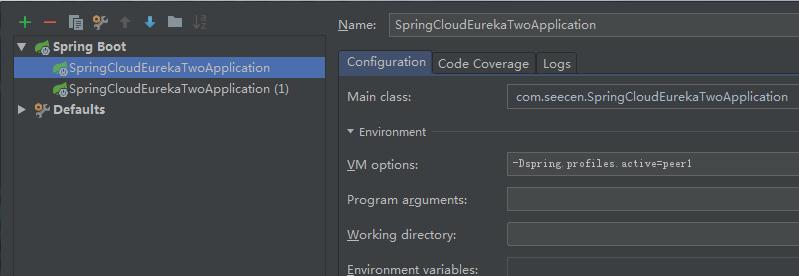 Name: SpringCloudEurekaTwoApplication
Spring Boot
SpringCloudEurekaTwoApplication
SpringCloudEurekaTwoApplication (1)
Defaults
Configuration Code Coverage Logs
Main class: com.seecen.SpringCloudEurekaTwoApplication
Environment
VM options: -Dspring.profiles.active=peer1
Program arguments:
Working directory:
Environment variables: